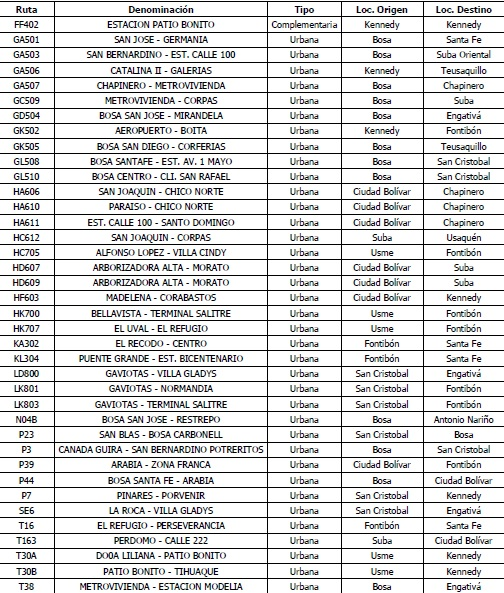 Ruta Denominación Tipo Loc. Origen Loc. Destino
FF402 ESTACION PATIO BONITO Complementaria Kennedy Kennedy
GA501 SAN JOSE - GERMANIA Urbana Bosa Santa Fe
GA503 SAN BERNARDINO - EST. CALLE 100 Urbana Bosa Suba Oriental
GA506 CATALINA II - GALERIAS Urbana Kennedy Teusaquillo
GA507 CHAPINERO - METROVIVIENDA Urbana Bosa Chapinero
GC509 METROVIVIENDA - CORPAS Urbana Bosa Suba
GD504 BOSA SAN JOSE - MIRANDELA Urbana Bosa Engativá
GK502 AEROPUERTO - BOITA Urbana Kennedy Fontibón
GK505 BOSA SAN DIEGO - CORFERIAS Urbana Bosa Teusaquillo
GL508 BOSA SANTAFE - EST. AV. 1 MAYO Urbana Bosa San Cristobal
GL510 BOSA CENTRO - CLI. SAN RAFAEL Urbana Bosa San Cristobal
HA606 SAN JOAQUIN - CHICO NORTE Urbana Ciudad Bolívar Chapinero
HA610 PARAISO - CHICO NORTE Urbana Ciudad Bolívar Chapinero
HA611 EST. CALLE 100 - SANTO DOMINGO Urbana Ciudad Bolívar Chapinero
HC612 SAN JOAQUIN - CORPAS Urbana Suba Usaquén
HC705 ALFONSO LOPEZ - VILLA CINDY Urbana Usme Fontibón
HD607 ARBORIZADORA ALTA - MORATO Urbana Ciudad Bolívar Suba
HD609 ARBORIZADORA ALTA - MORATO Urbana Ciudad Bolívar Suba
HF603 MADELENA - CORABASTOS Urbana Ciudad Bolívar Kennedy
HK700 BELLAVISTA - TERMINAL SALITRE Urbana Usme Fontibón
HK707 EL UVAL - EL REFUGIO Urbana Usme Fontibón
KA302 EL RECODO - CENTRO Urbana Fontibón Santa Fe
KL304 PUENTE GRANDE - EST. BICENTENARIO Urbana Fontibón Santa Fe
LD800 GAVIOTAS - VILLA GLADYS Urbana San Cristobal Engativá
LK801 GAVIOTAS - NORMANDIA Urbana San Cristobal Fontibón
LK803 GAVIOTAS - TERMINAL SALITRE Urbana San Cristobal Fontibón
N04B BOSA SAN JOSE - RESTREPO Urbana Bosa Antonio Nariño
P23 SAN BLAS - BOSA CARBONELL Urbana San Cristobal Bosa
P3 CANADA GUIRA - SAN BERNARDINO POTRERITOS Urbana Bosa San Cristobal
P39 ARABIA - ZONA FRANCA Urbana Ciudad Bolívar Fontibón
P44 BOSA SANTA FE - ARABIA Urbana Bosa Ciudad Bolívar
P7 PINARES - PORVENIR Urbana San Cristobal Kennedy
SE6 LA ROCA - VILLA GLADYS Urbana San Cristobal Engativá
T16 EL REFUGIO - PERSEVERANCIA Urbana Fontibón Santa Fe
T163 PERDOMO - CALLE 222 Urbana Suba Ciudad Bolívar
T30A DO0A LILIANA - PATIO BONITO Urbana Usme Kennedy
T30B PATIO BONITO - TIHUAQUE Urbana Usme Kennedy
T38 METROVIVIENDA - ESTACION MODELIA Urbana Bosa Engativá